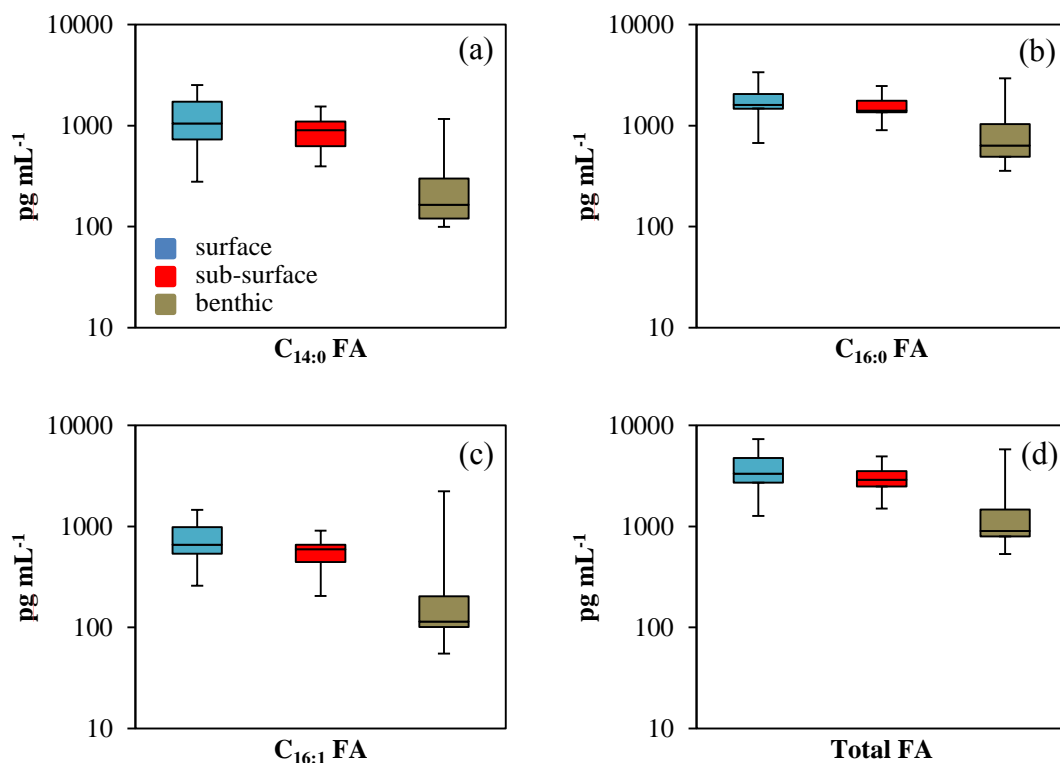 (a)
10000
1000
100
10
pg mL⁻¹
surface
sub-surface
benthic
C₁₄:₀ FA
(b)
10000
1000
100
10
pg mL⁻¹
C₁₆:₀ FA
(c)
10000
1000
100
10
pg mL⁻¹
C₁₆:₁ FA
(d)
10000
1000
100
10
pg mL⁻¹
Total FA